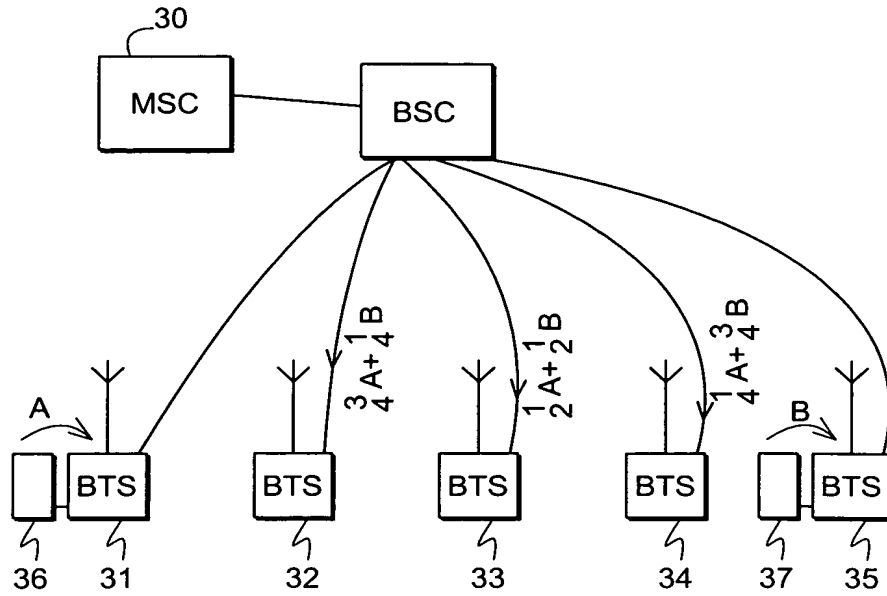 30
MSC
BSC
3/4 A+ 1/4 B
1/2 A+ 1/2 B
1/4 A+ 3/4 B
A
B
BTS
BTS
BTS
BTS
BTS
36
31
32
33
34
37
35